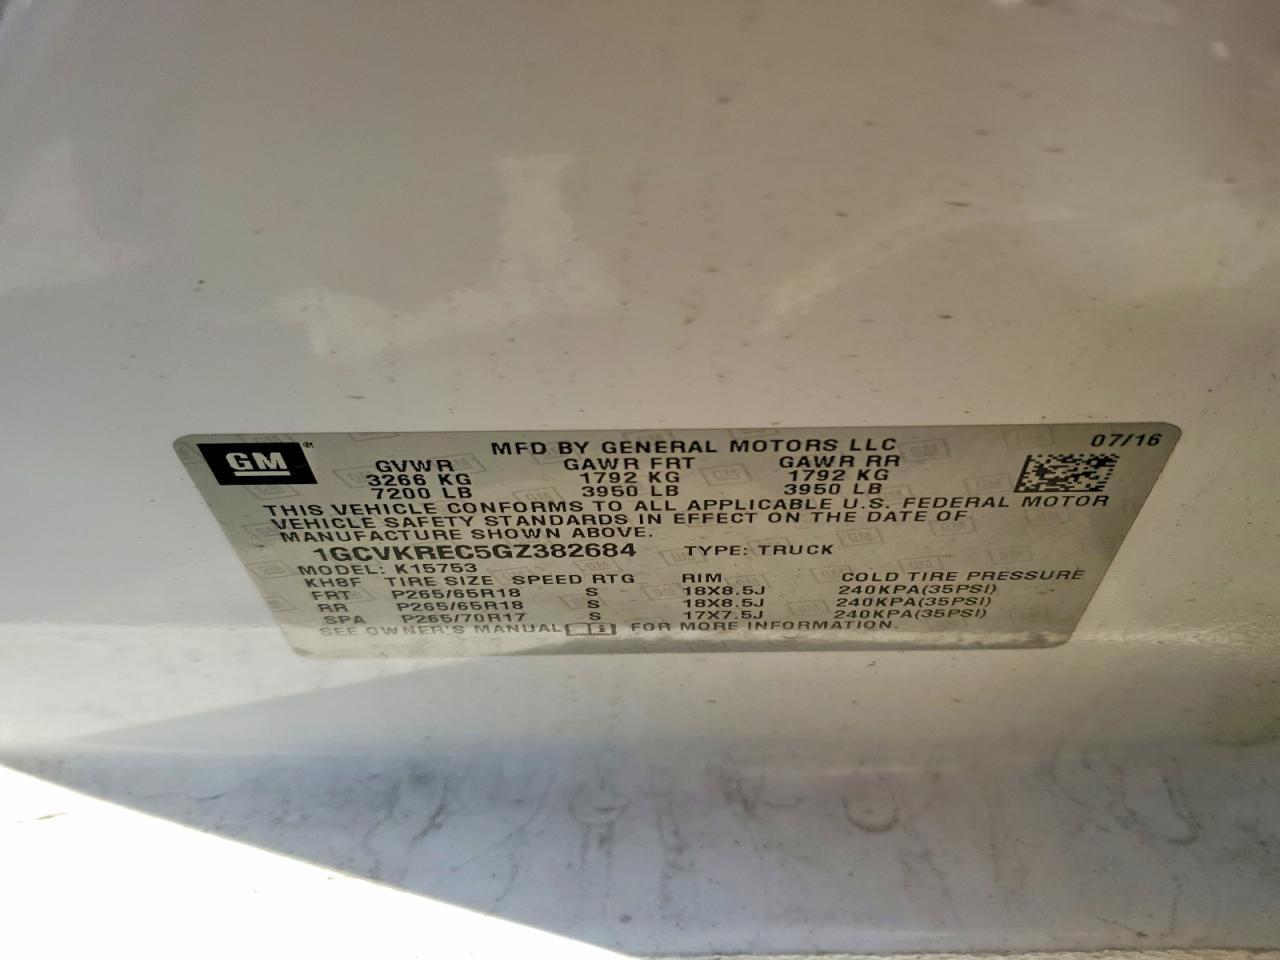 GM MFD BY GENERAL MOTORS LLC 07/16
GVWR GAWR FRT GAWR RR
3266 KG 1792 KG 1792 KG
7200 LB 3950 LB 3950 LB
THIS VEHICLE CONFORMS TO ALL APPLICABLE U.S. FEDERAL MOTOR
VEHICLE SAFETY STANDARDS IN EFFECT ON THE DATE OF
MANUFACTURE SHOWN ABOVE.
1GCVKREC5GZ382684 TYPE: TRUCK
MODEL: K15753
KH8F TIRE SIZE SPEED RTG RIM COLD TIRE PRESSURE
FRT P265/65R18 S 18X8.5J 240KPA(35PSI)
RR P265/65R18 S 18X8.5J 240KPA(35PSI)
SPA P265/70R17 S 17X7.5J 240KPA(35PSI)
SEE OWNER'S MANUAL FOR MORE INFORMATION.